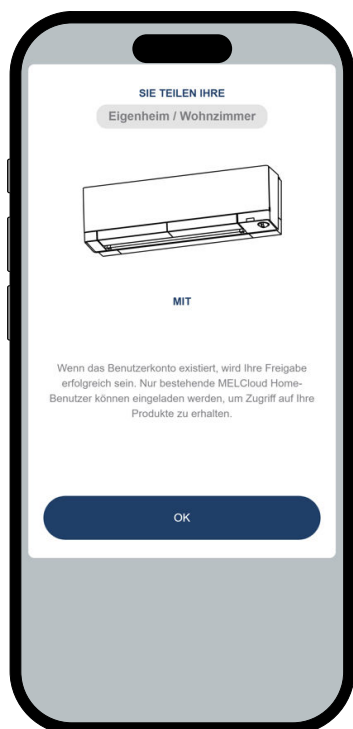 SIE TEILEN IHRE
Eigenheim / Wohnzimmer
MIT
Wenn das Benutzerkonto existiert, wird Ihre Freigabe
erfolgreich sein. Nur bestehende MELCloud Home-
Benutzer können eingeladen werden, um Zugriff auf Ihre
Produkte zu erhalten.
OK